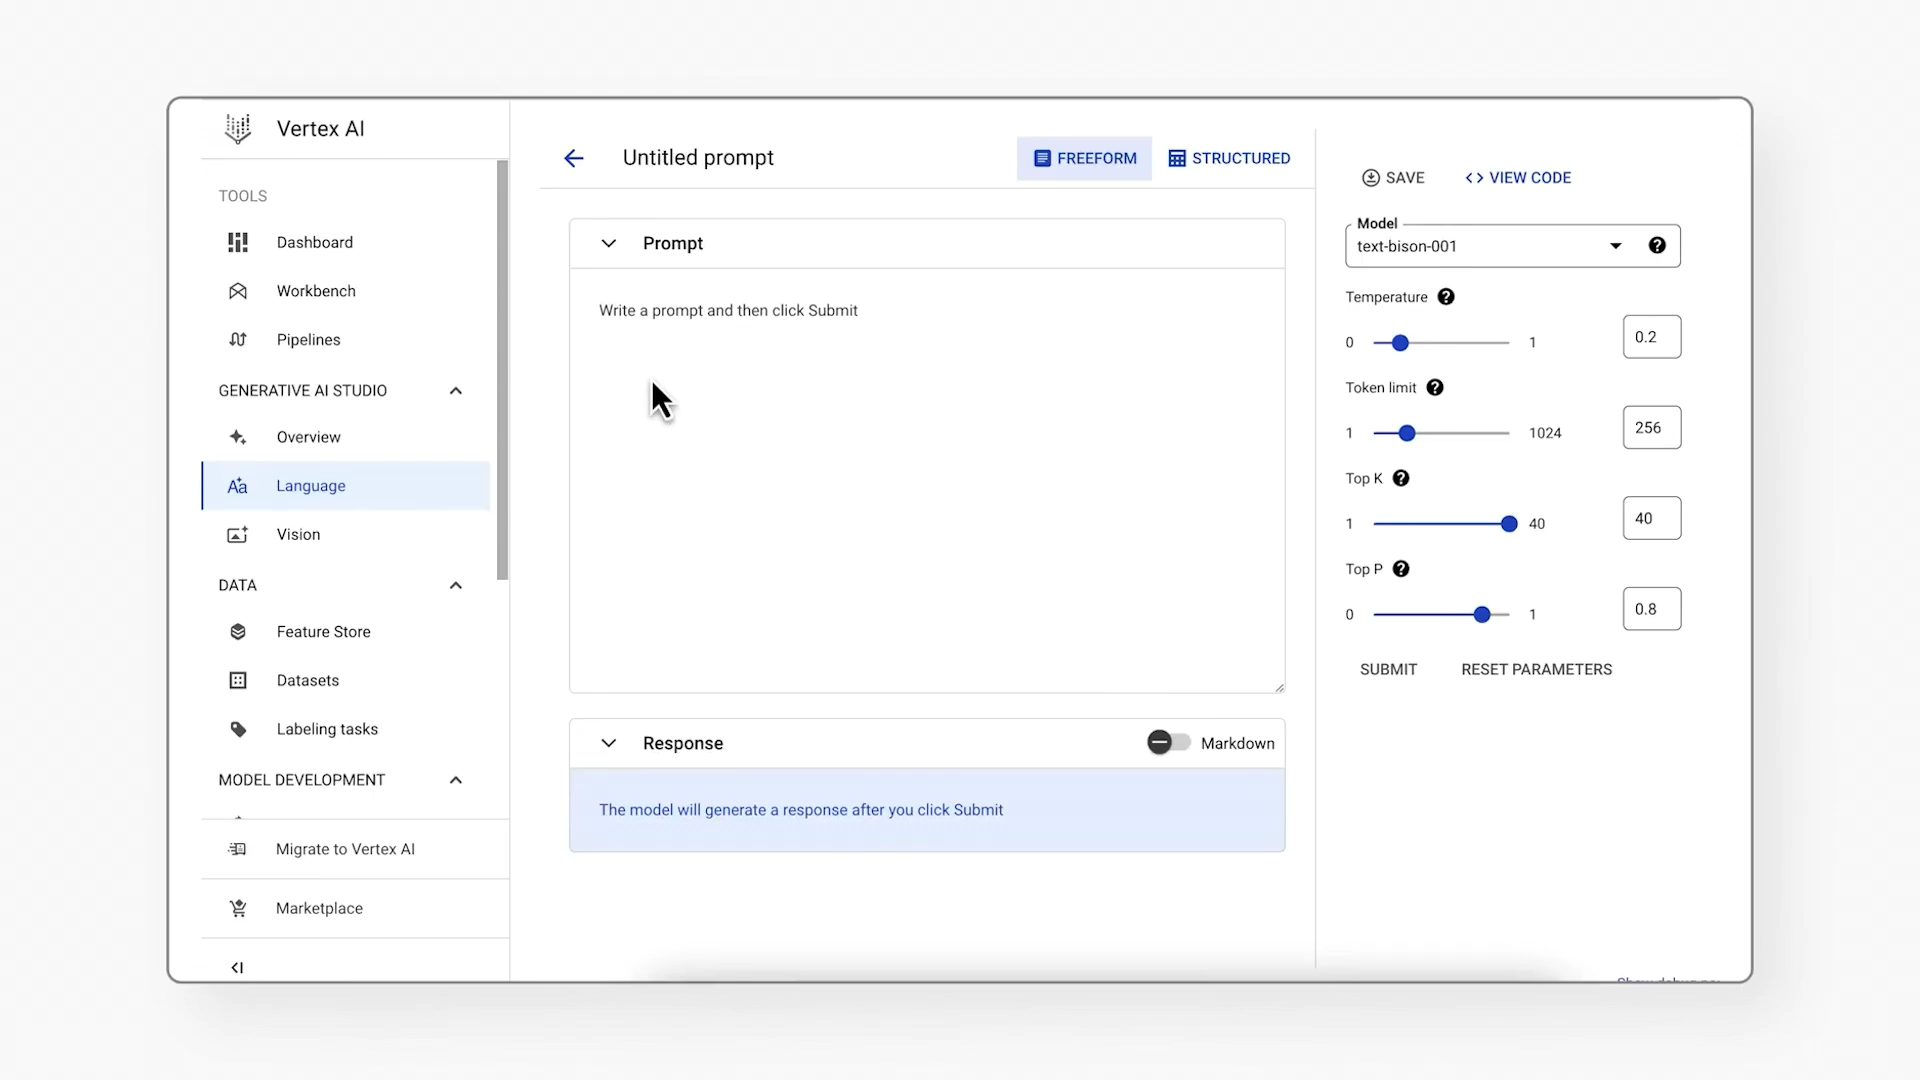 Vertex AI
TOOLS
Dashboard
Workbench
Pipelines
GENERATIVE AI STUDIO
Overview
Language
Vision
DATA
Feature Store
Datasets
Labeling tasks
MODEL DEVELOPMENT
Migrate to Vertex AI
Marketplace
Untitled prompt
FREEFORM
STRUCTURED
Prompt
Write a prompt and then click Submit
Response
Markdown
The model will generate a response after you click Submit
SAVE
<> VIEW CODE
Model
text-bison-001
Temperature
0 1 0.2
Token limit
1 1024 256
Top K
1 40 40
Top P
0 1 0.8
SUBMIT
RESET PARAMETERS